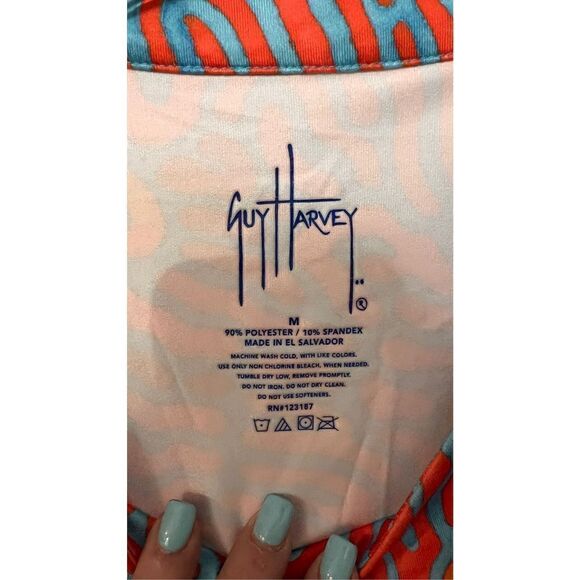 GUY HARVEY
®
M
90% POLYESTER / 10% SPANDEX
MADE IN EL SALVADOR
MACHINE WASH COLD, WITH LIKE COLORS.
USE ONLY NON CHLORINE BLEACH, WHEN NEEDED.
TUMBLE DRY LOW, REMOVE PROMPTLY.
DO NOT IRON. DO NOT DRY CLEAN.
DO NOT USE SOFTENERS.
RN#123187